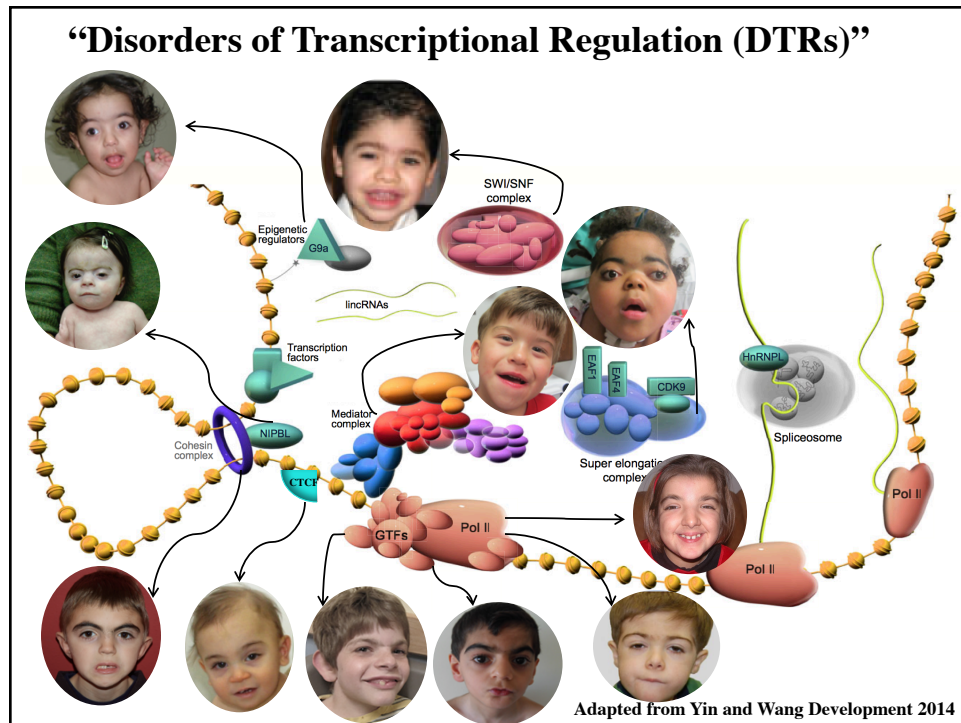 “Disorders of Transcriptional Regulation (DTRs)”
SWI/SNF
complex
Epigenetic
regulators
G9a
lincRNAs
Transcription
factors
EAF1
EAF4
CDK9
HnRNPL
Mediator
complex
NIPBL
Cohesin
complex
Spliceosome
Super elongation
complex
CTCF
Pol II
GTFs
Pol II
Pol II
Adapted from Yin and Wang Development 2014